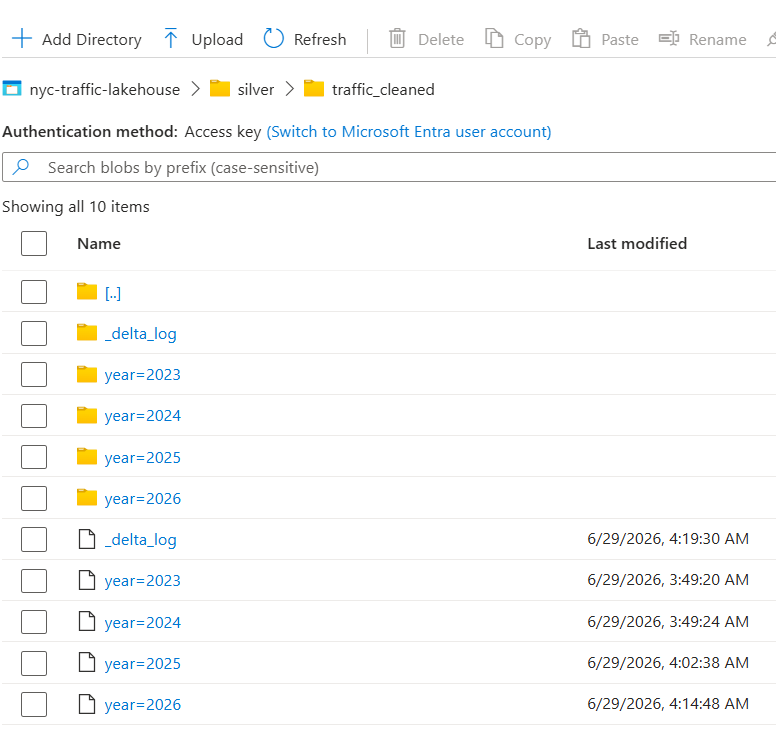 Add Directory Upload Refresh Delete Copy Paste Rename
nyc-traffic-lakehouse > silver > traffic_cleaned
Authentication method: Access key (Switch to Microsoft Entra user account)
Search blobs by prefix (case-sensitive)
Showing all 10 items
Name Last modified
[..]
_delta_log
year=2023
year=2024
year=2025
year=2026
_delta_log 6/29/2026, 4:19:30 AM
year=2023 6/29/2026, 3:49:20 AM
year=2024 6/29/2026, 3:49:24 AM
year=2025 6/29/2026, 4:02:38 AM
year=2026 6/29/2026, 4:14:48 AM